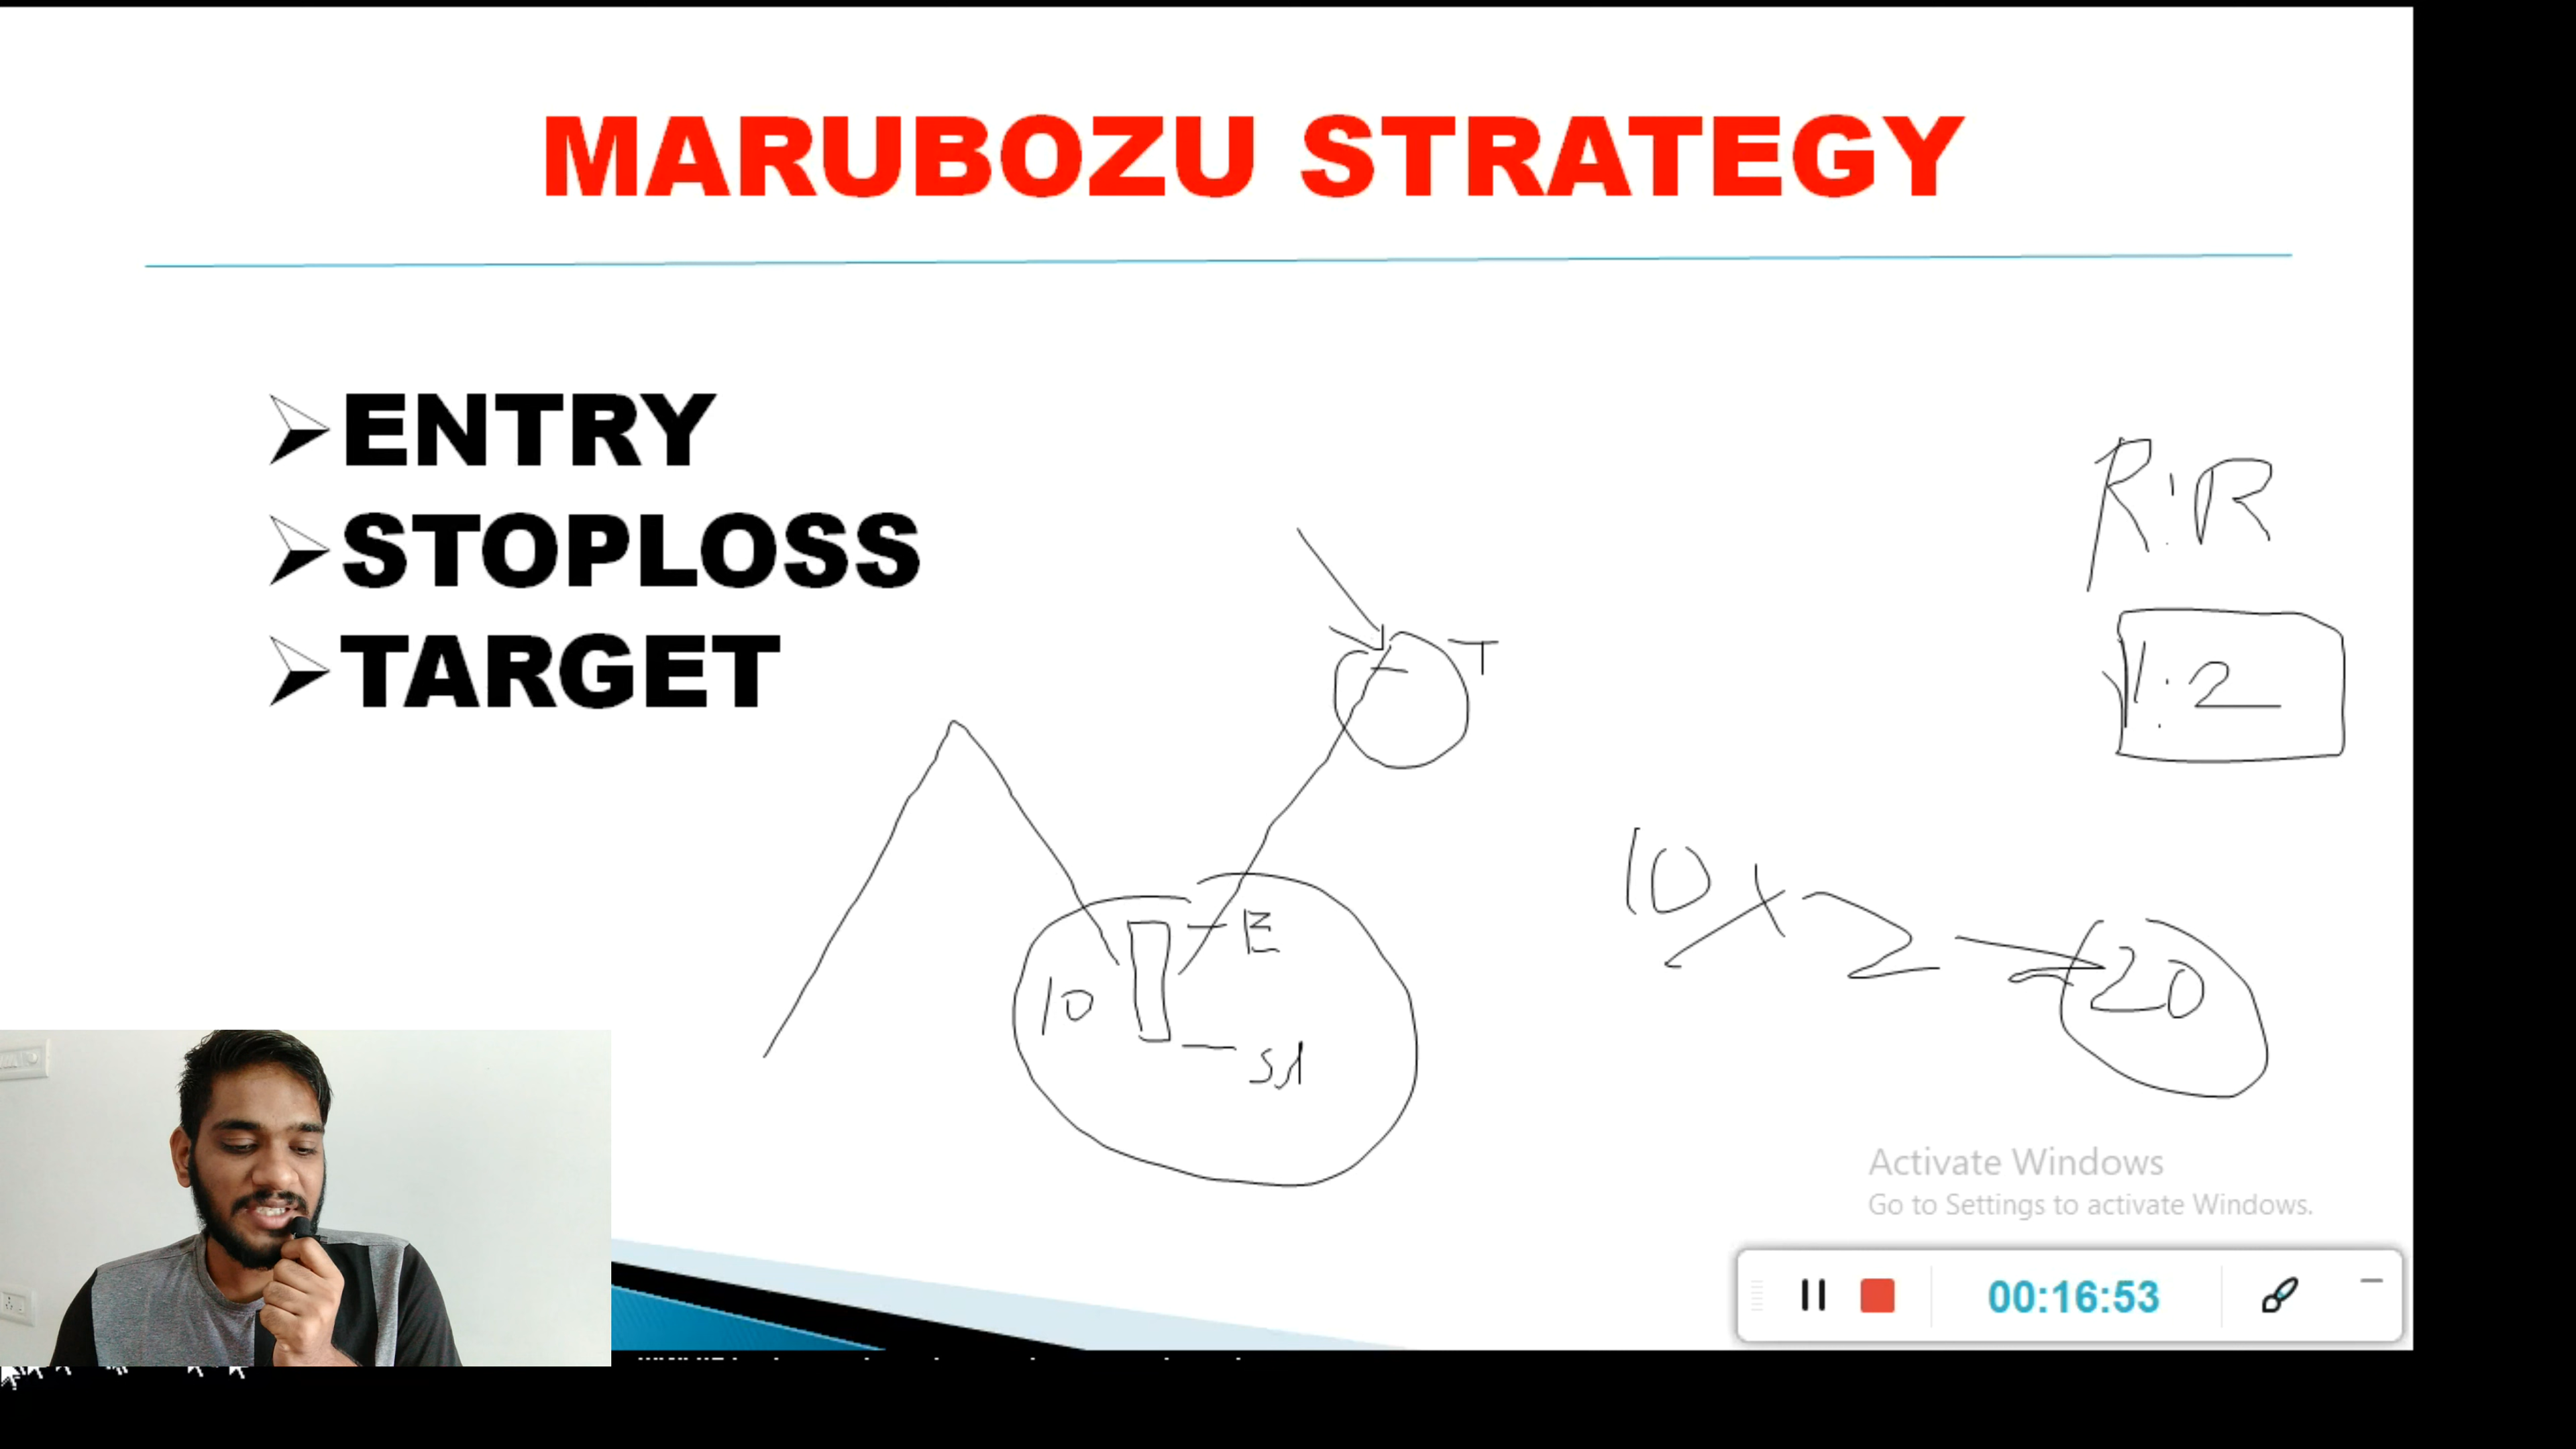 MARUBOZU STRATEGY
ENTRY
STOPLOSS
TARGET
R:R
1:2
T
10 x 2 = 20
E
10
Sl
Activate Windows
Go to Settings to activate Windows.
00:16:53